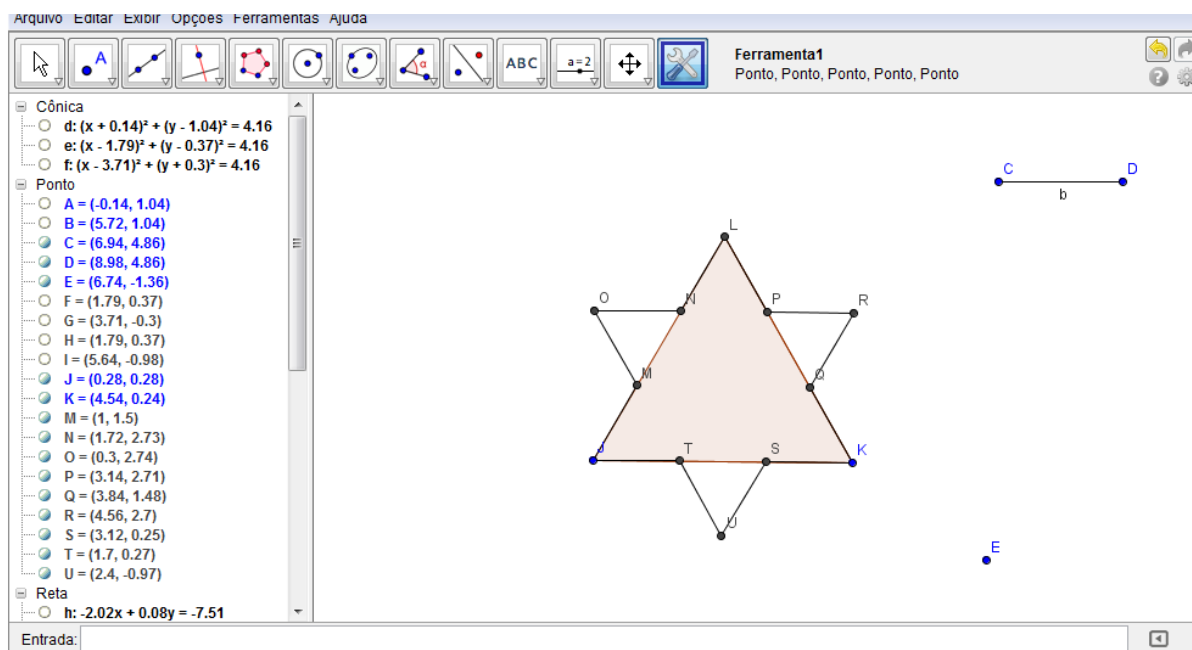 Arquivo Editar Exibir Opções Ferramentas Ajuda
A
α
ABC
a=2
Ferramenta1
Ponto, Ponto, Ponto, Ponto, Ponto
?
Cônica
d: (x + 0.14)² + (y - 1.04)² = 4.16
e: (x - 1.79)² + (y - 0.37)² = 4.16
f: (x - 3.71)² + (y + 0.3)² = 4.16
Ponto
A = (-0.14, 1.04)
B = (5.72, 1.04)
C = (6.94, 4.86)
D = (8.98, 4.86)
E = (6.74, -1.36)
F = (1.79, 0.37)
G = (3.71, -0.3)
H = (1.79, 0.37)
I = (5.64, -0.98)
J = (0.28, 0.28)
K = (4.54, 0.24)
M = (1, 1.5)
N = (1.72, 2.73)
O = (0.3, 2.74)
P = (3.14, 2.71)
Q = (3.84, 1.48)
R = (4.56, 2.7)
S = (3.12, 0.25)
T = (1.7, 0.27)
U = (2.4, -0.97)
Reta
h: -2.02x + 0.08y = -7.51
C D
b
L
O N P R
M Q
J T S K
U
E
Entrada: